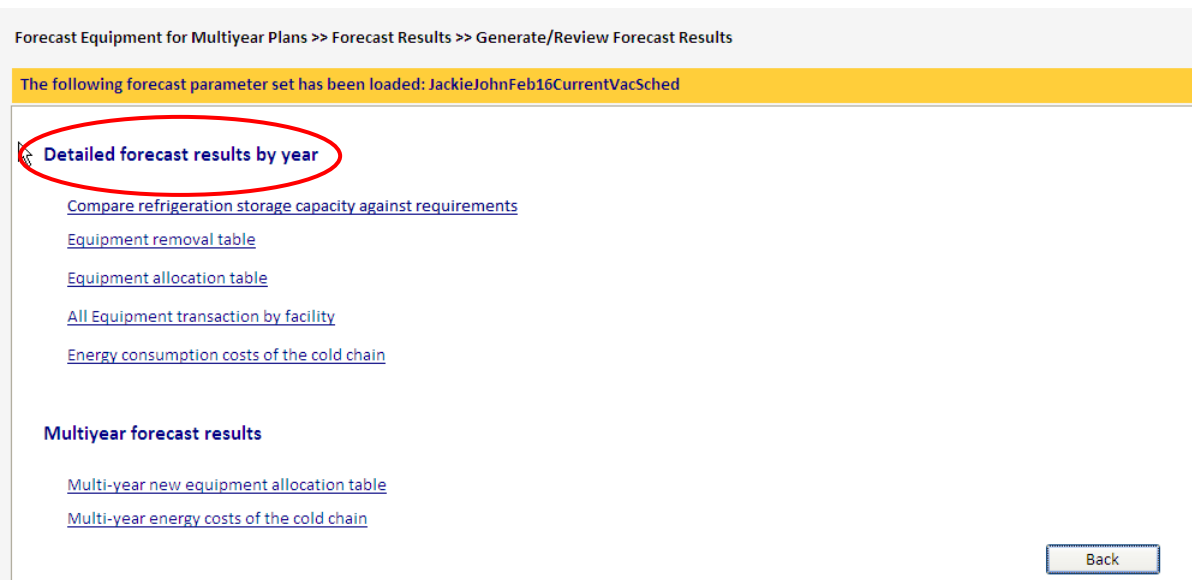 Forecast Equipment for Multiyear Plans >> Forecast Results >> Generate/Review Forecast Results
The following forecast parameter set has been loaded: JackieJohnFeb16CurrentVacSched
Detailed forecast results by year
Compare refrigeration storage capacity against requirements
Equipment removal table
Equipment allocation table
All Equipment transaction by facility
Energy consumption costs of the cold chain
Multiyear forecast results
Multi-year new equipment allocation table
Multi-year energy costs of the cold chain
Back